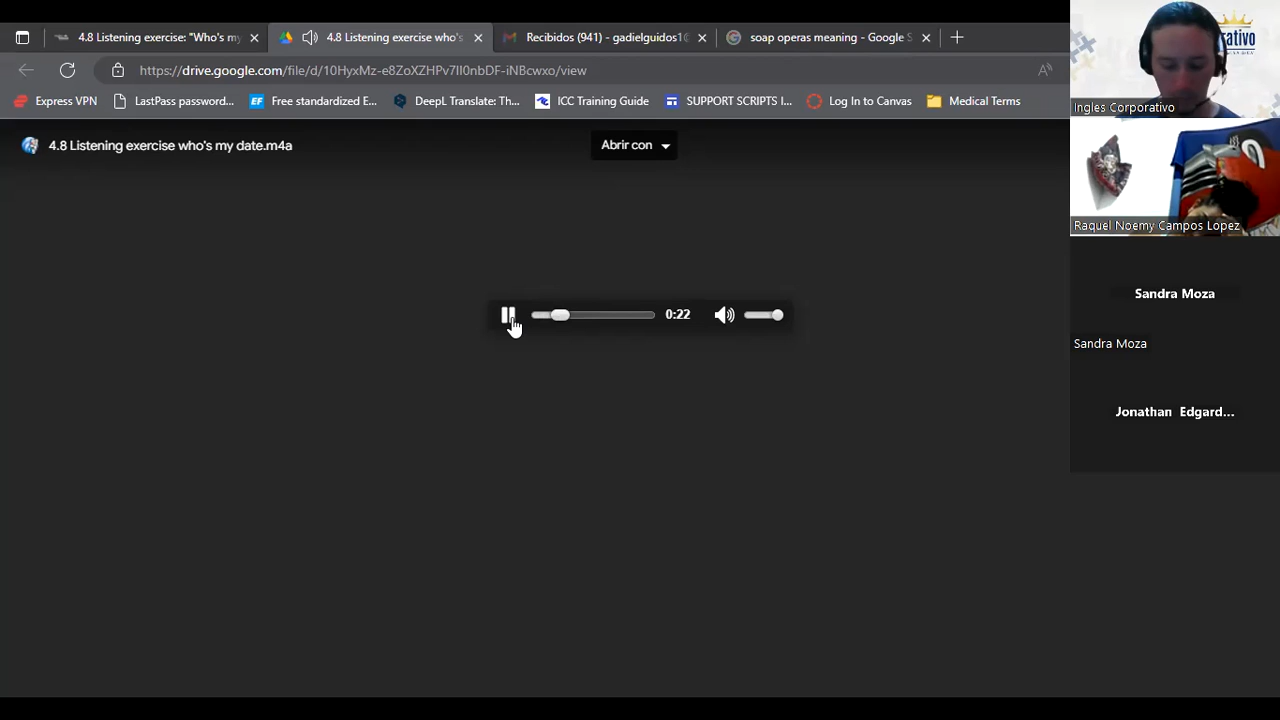 4.8 Listening exercise: "Who's my
4.8 Listening exercise who's
Recibidos (941) - gadielguidos1@
soap operas meaning - Google S
https://drive.google.com/file/d/10HyxMz-e8ZoXZHPv7lI0nbDF-iNBcwxo/view
Express VPN
LastPass password...
EF Free standardized E...
DeepL Translate: Th...
ICC Training Guide
SUPPORT SCRIPTS I...
Log In to Canvas
Medical Terms
4.8 Listening exercise who's my date.m4a
Abrir con
0:22
Ingles Corporativo
Raquel Noemy Campos Lopez
Sandra Moza
Sandra Moza
Jonathan Edgard...